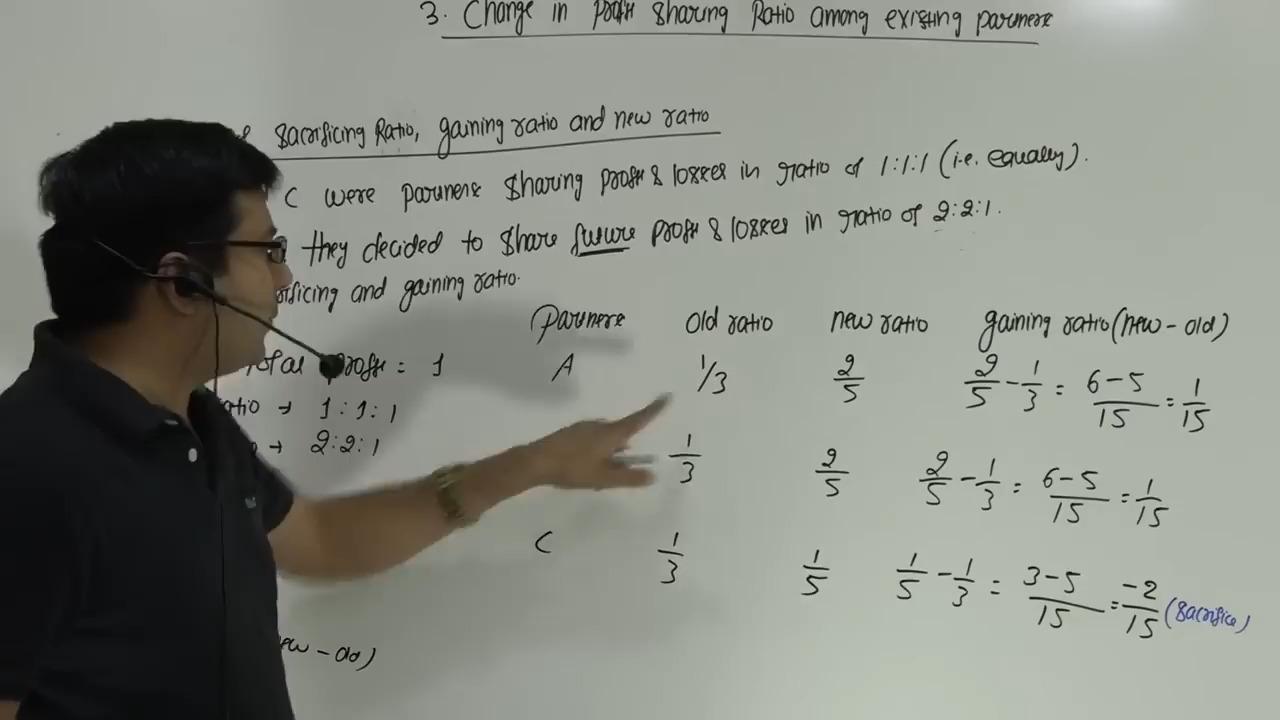 3. Change in Profit Sharing Ratio among existing partners
Sacrificing Ratio, gaining ratio and new ratio
C were partners sharing profit & losses in ratio of 1:1:1 (i.e. equally).
they decided to share future profit & losses in ratio of 2:2:1.
and gaining ratio.
Partners Old ratio new ratio gaining ratio (new - old)
profit = 1
A 1/3 2/5 2/5 - 1/3 = 6-5/15 = 1/15
→ 1:1:1
→ 2:2:1
1/3 2/5 2/5 - 1/3 = 6-5/15 = 1/15
C 1/3 1/5 1/5 - 1/3 = 3-5/15 = -2/15 (Sacrifice)
- old)